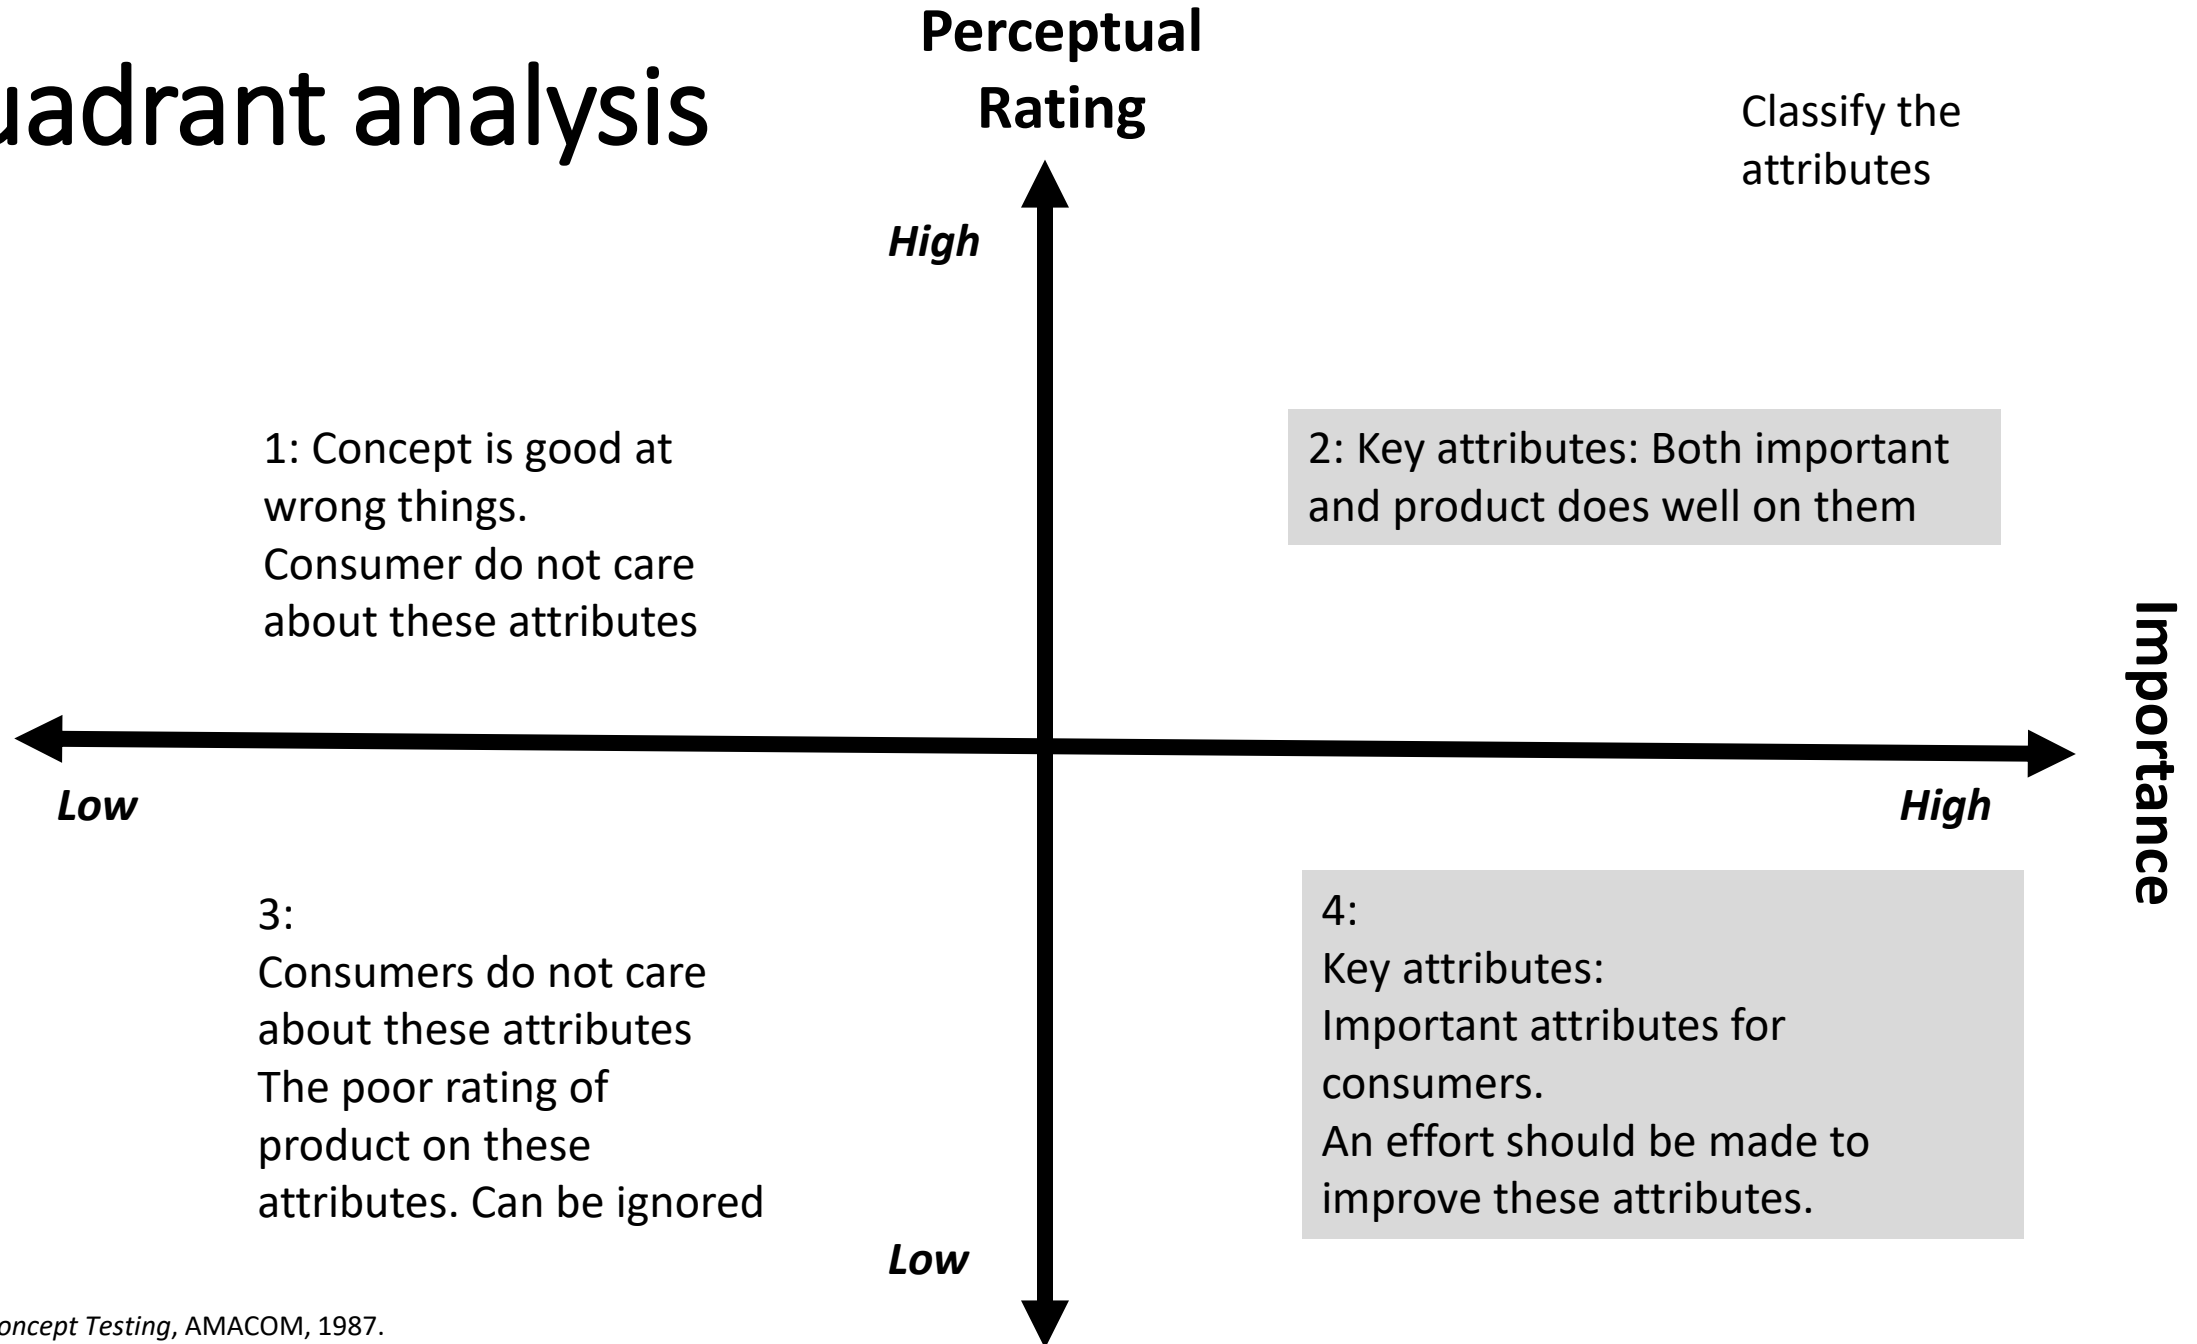 uadrant analysis
Perceptual
Rating
Classify the
attributes
High
1: Concept is good at
wrong things.
Consumer do not care
about these attributes
2: Key attributes: Both important
and product does well on them
Importance
Low
High
3:
Consumers do not care
about these attributes
The poor rating of
product on these
attributes. Can be ignored
4:
Key attributes:
Important attributes for
consumers.
An effort should be made to
improve these attributes.
Low
oncept Testing, AMACOM, 1987.